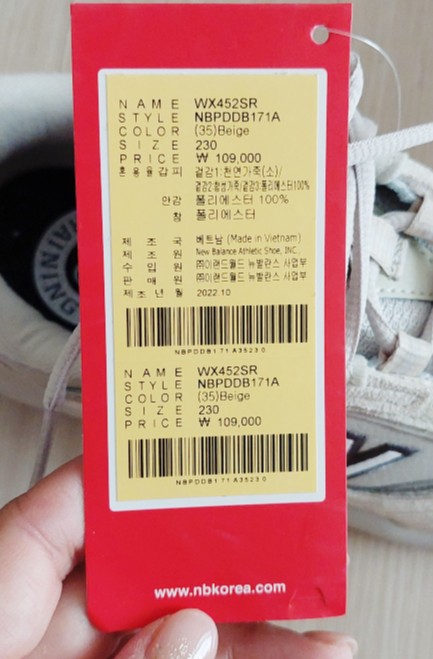 NAME WX452SR
STYLE NBPDDB171A
COLOR (35)Beige
SIZE 230
PRICE ₩ 109,000
혼용율갑피 겉감1:천연가죽(소)/
겉감2:합성가죽/겉감3:폴리에스터100%
안감 폴리에스터 100%
창 폴리에스터
제조국 베트남 (Made in Vietnam)
제조원 New Balance Athletic Shoe, INC.,
수입원 ㈜이랜드월드 뉴발란스 사업부
판매원 ㈜이랜드월드 뉴발란스 사업부
제조년월 2022.10
NBPDDB171A35230
NAME WX452SR
STYLE NBPDDB171A
COLOR (35)Beige
SIZE 230
PRICE ₩ 109,000
NBPDDB171A35230
www.nbkorea.com